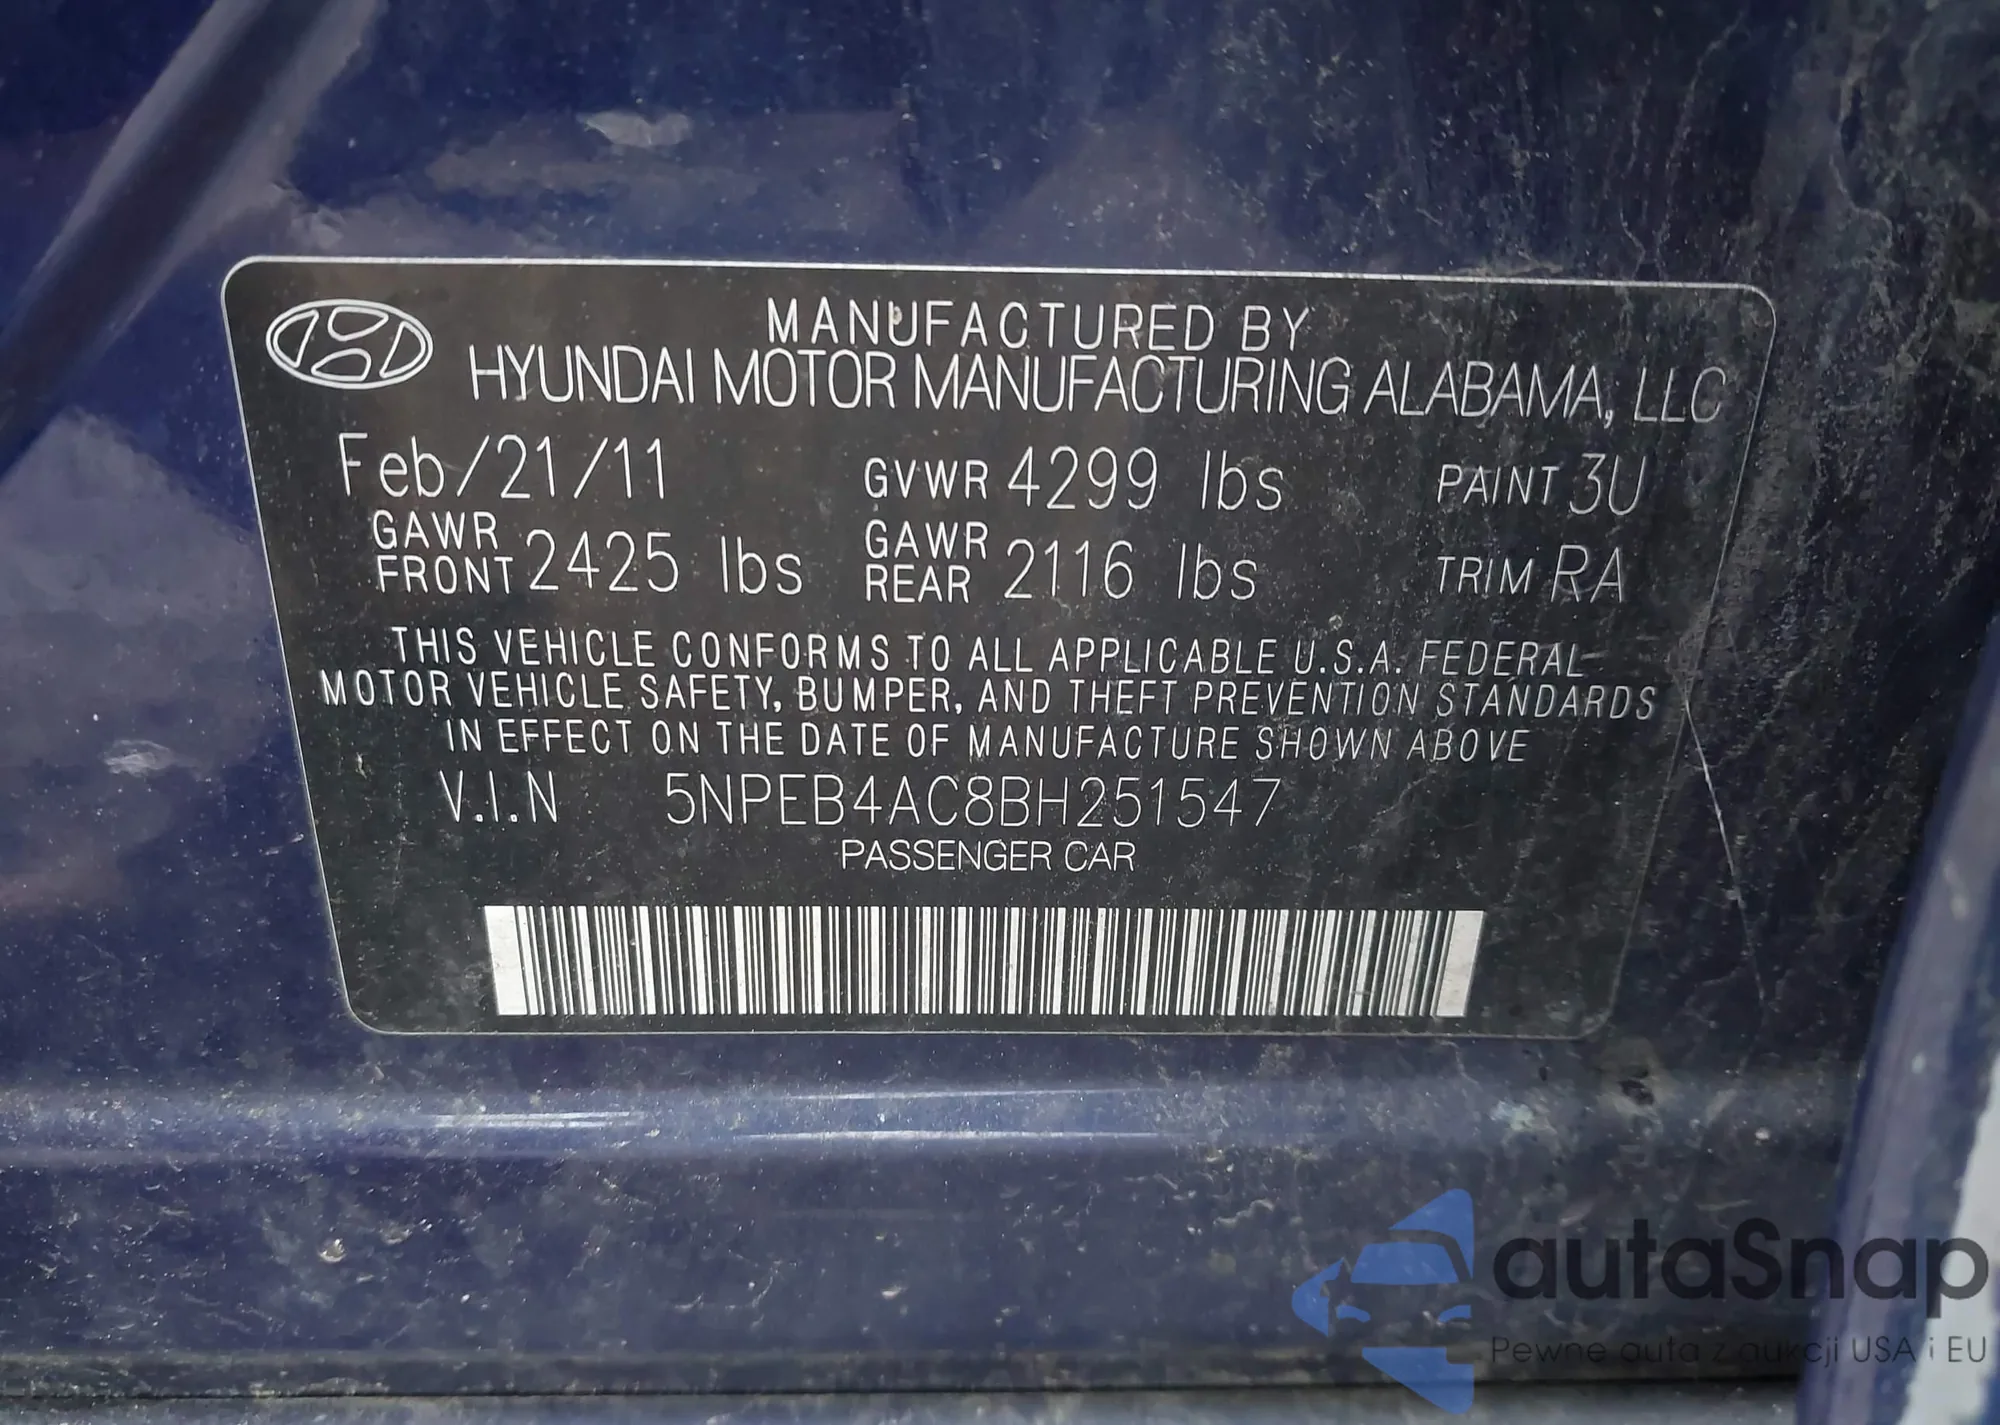 MANUFACTURED BY
HYUNDAI MOTOR MANUFACTURING ALABAMA, LLC
Feb/21/11 GVWR 4299 lbs PAINT 3U
GAWR FRONT 2425 lbs GAWR REAR 2116 lbs TRIM RA
THIS VEHICLE CONFORMS TO ALL APPLICABLE U.S.A. FEDERAL
MOTOR VEHICLE SAFETY, BUMPER, AND THEFT PREVENTION STANDARDS
IN EFFECT ON THE DATE OF MANUFACTURE SHOWN ABOVE
V.I.N 5NPEB4AC8BH251547
PASSENGER CAR
autaSnap
Pewne auta z aukcji USA i EU